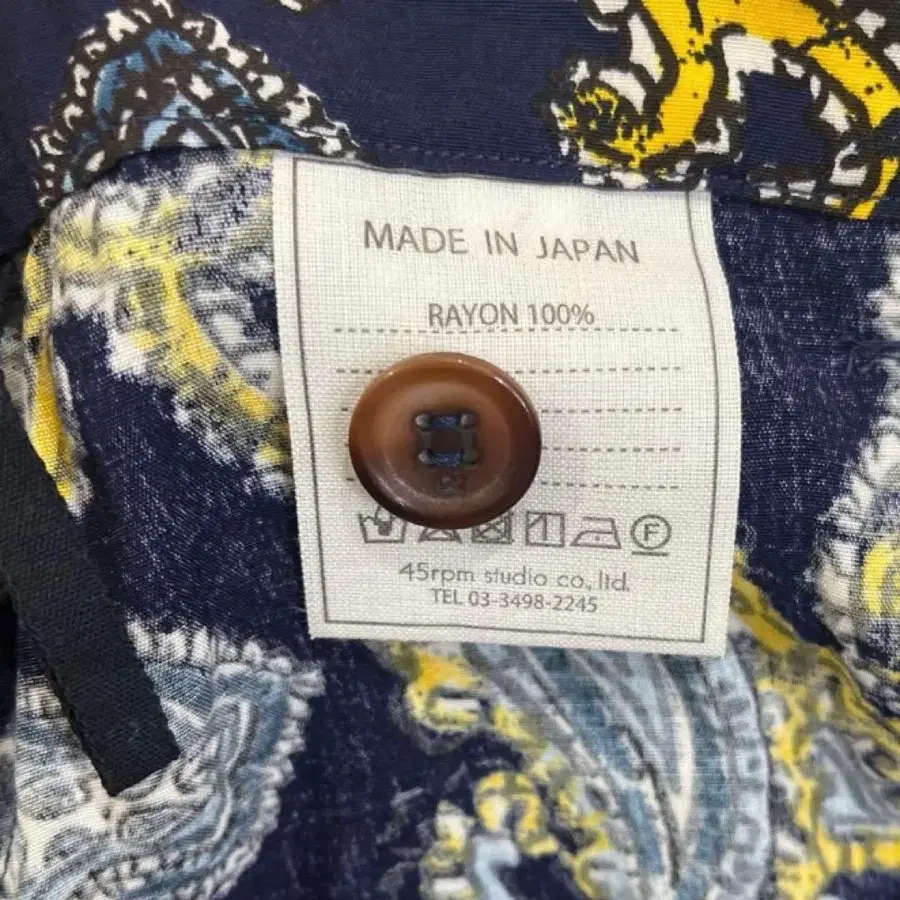 MADE IN JAPAN
RAYON 100%
F
45rpm studio co., ltd.
TEL 03-3498-2245